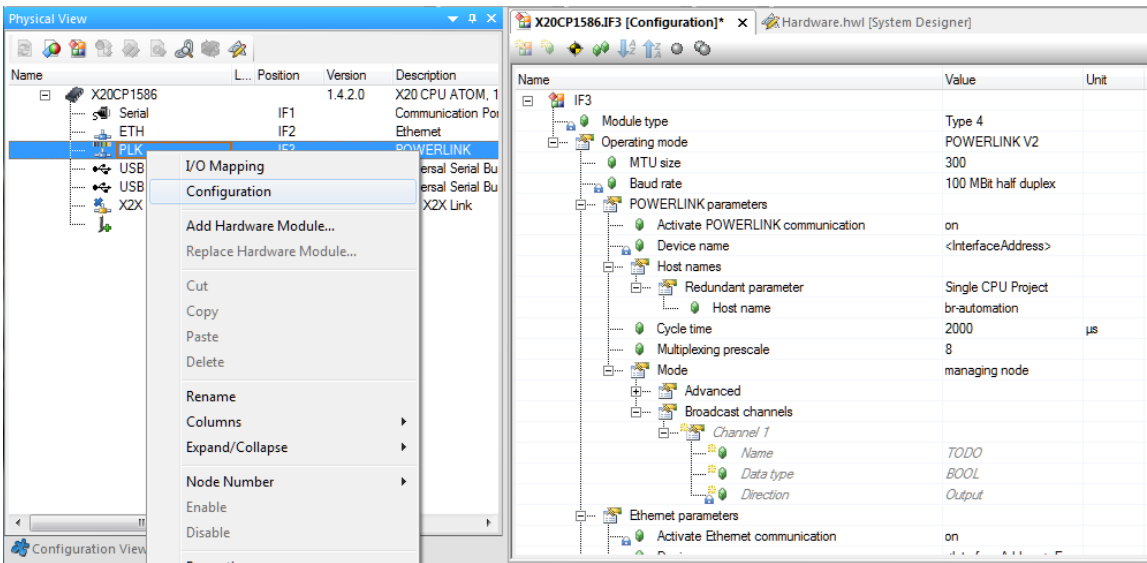 Physical View
Name L... Position Version Description
X20CP1586 1.4.2.0 X20 CPU ATOM, 1
Serial IF1 Communication Por
ETH IF2 Ethernet
PLK IF3 POWERLINK
USB ersal Serial Bu
USB ersal Serial Bu
X2X X2X Link
I/O Mapping
Configuration
Add Hardware Module...
Replace Hardware Module...
Cut
Copy
Paste
Delete
Rename
Columns
Expand/Collapse
Node Number
Enable
Disable
Configuration View
X20CP1586.IF3 [Configuration]* Hardware.hwl [System Designer]
Name Value Unit
IF3
Module type Type 4
Operating mode POWERLINK V2
MTU size 300
Baud rate 100 MBit half duplex
POWERLINK parameters
Activate POWERLINK communication on
Device name <InterfaceAddress>
Host names
Redundant parameter Single CPU Project
Host name br-automation
Cycle time 2000 µs
Multiplexing prescale 8
Mode managing node
Advanced
Broadcast channels
Channel 1
Name TODO
Data type BOOL
Direction Output
Ethernet parameters
Activate Ethernet communication on